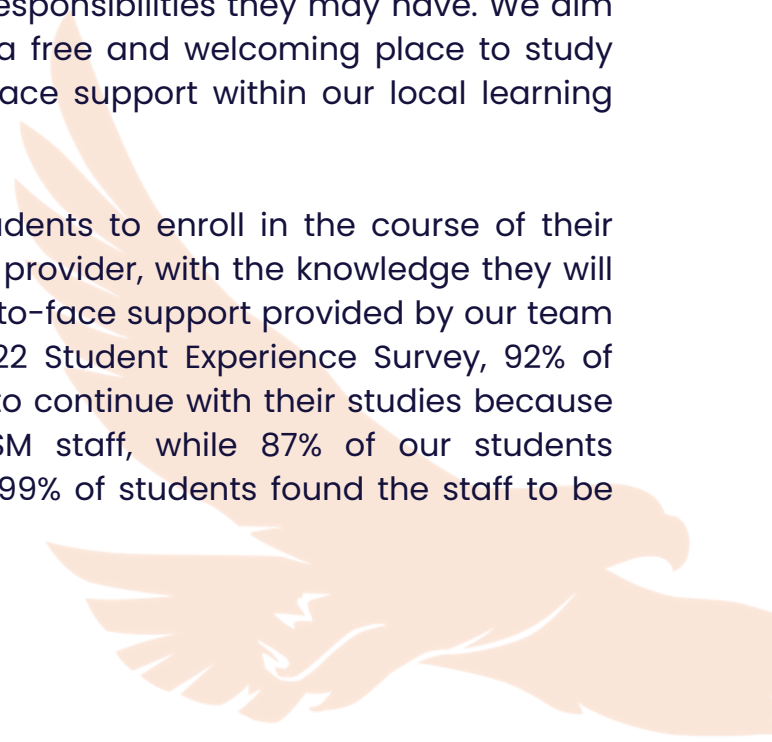 esponsibilities they may have. We aim
a free and welcoming place to study
ace support within our local learning
dents to enroll in the course of their
provider, with the knowledge they will
to-face support provided by our team
22 Student Experience Survey, 92% of
to continue with their studies because
SM staff, while 87% of our students
99% of students found the staff to be